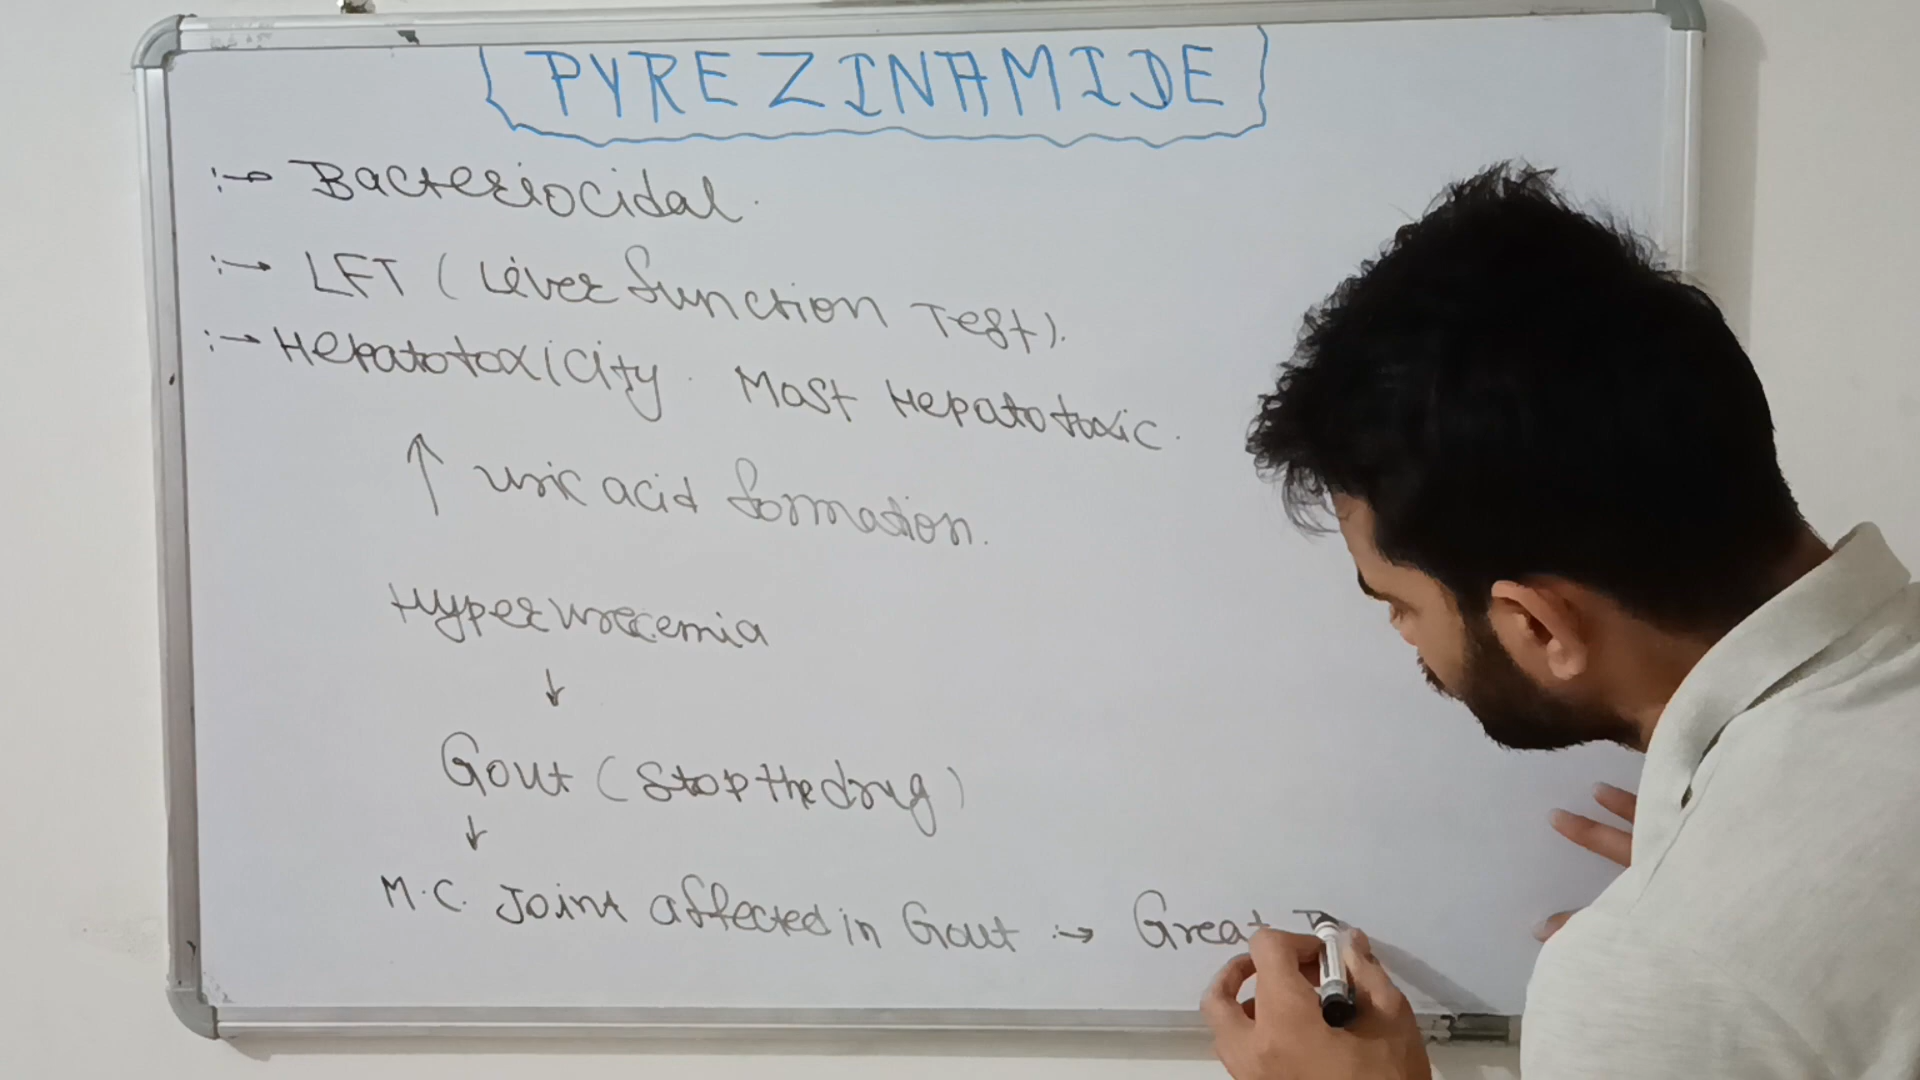 PYREZINAMIDE
:→ Bacteriocidal.
:→ LFT (Liver function Test).
:→ Hepatotoxicity. Most Hepatotoxic.
↑ uric acid formation.
Hyperurecemia
↓
Gout (Stop the drug)
↓
M.C. Joint affected in Gout :→ Great